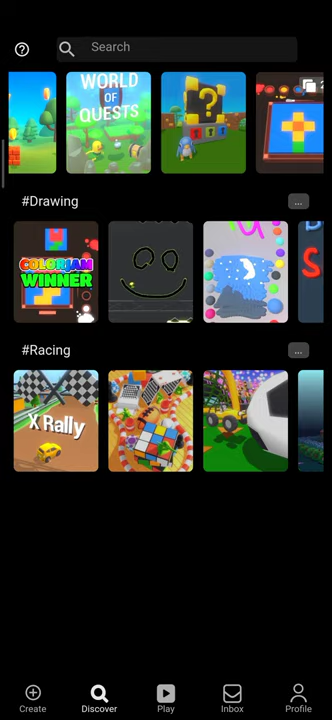 Search
WORLD
OF
QUESTS
?
#Drawing
...
COLORJAM
WINNER
#Racing
...
X Rally
Create
Discover
Play
Inbox
Profile